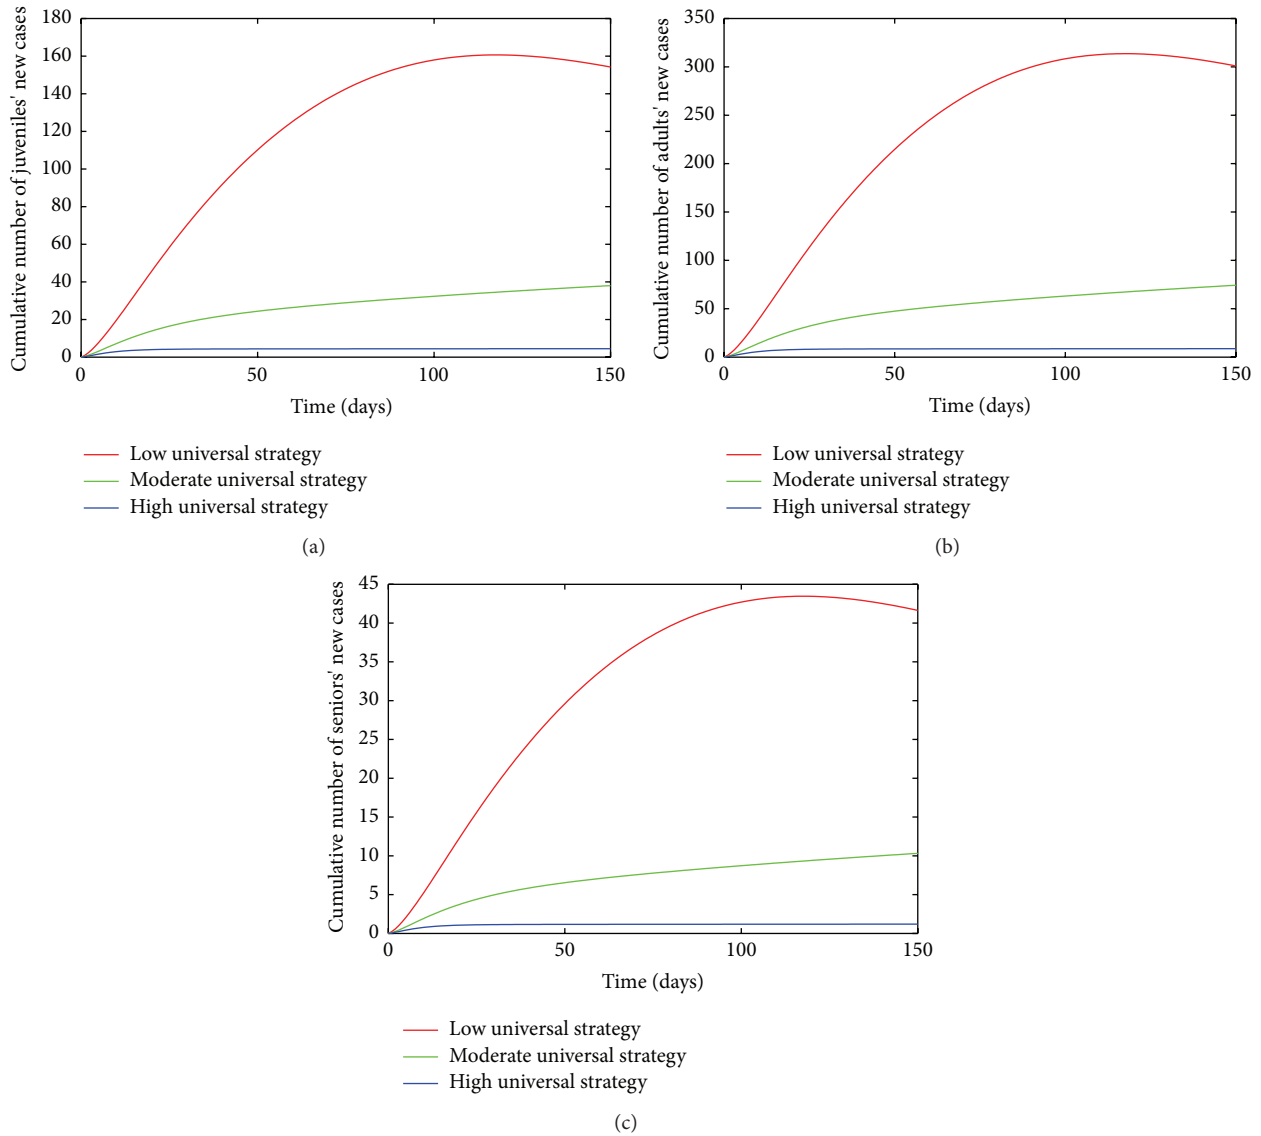 Cumulative number of juveniles' new cases
180
160
140
120
100
80
60
40
20
0
0 50 100 150
Time (days)
Low universal strategy
Moderate universal strategy
High universal strategy
(a)
Cumulative number of adults' new cases
350
300
250
200
150
100
50
0
0 50 100 150
Time (days)
Low universal strategy
Moderate universal strategy
High universal strategy
(b)
Cumulative number of seniors' new cases
45
40
35
30
25
20
15
10
5
0
0 50 100 150
Time (days)
Low universal strategy
Moderate universal strategy
High universal strategy
(c)